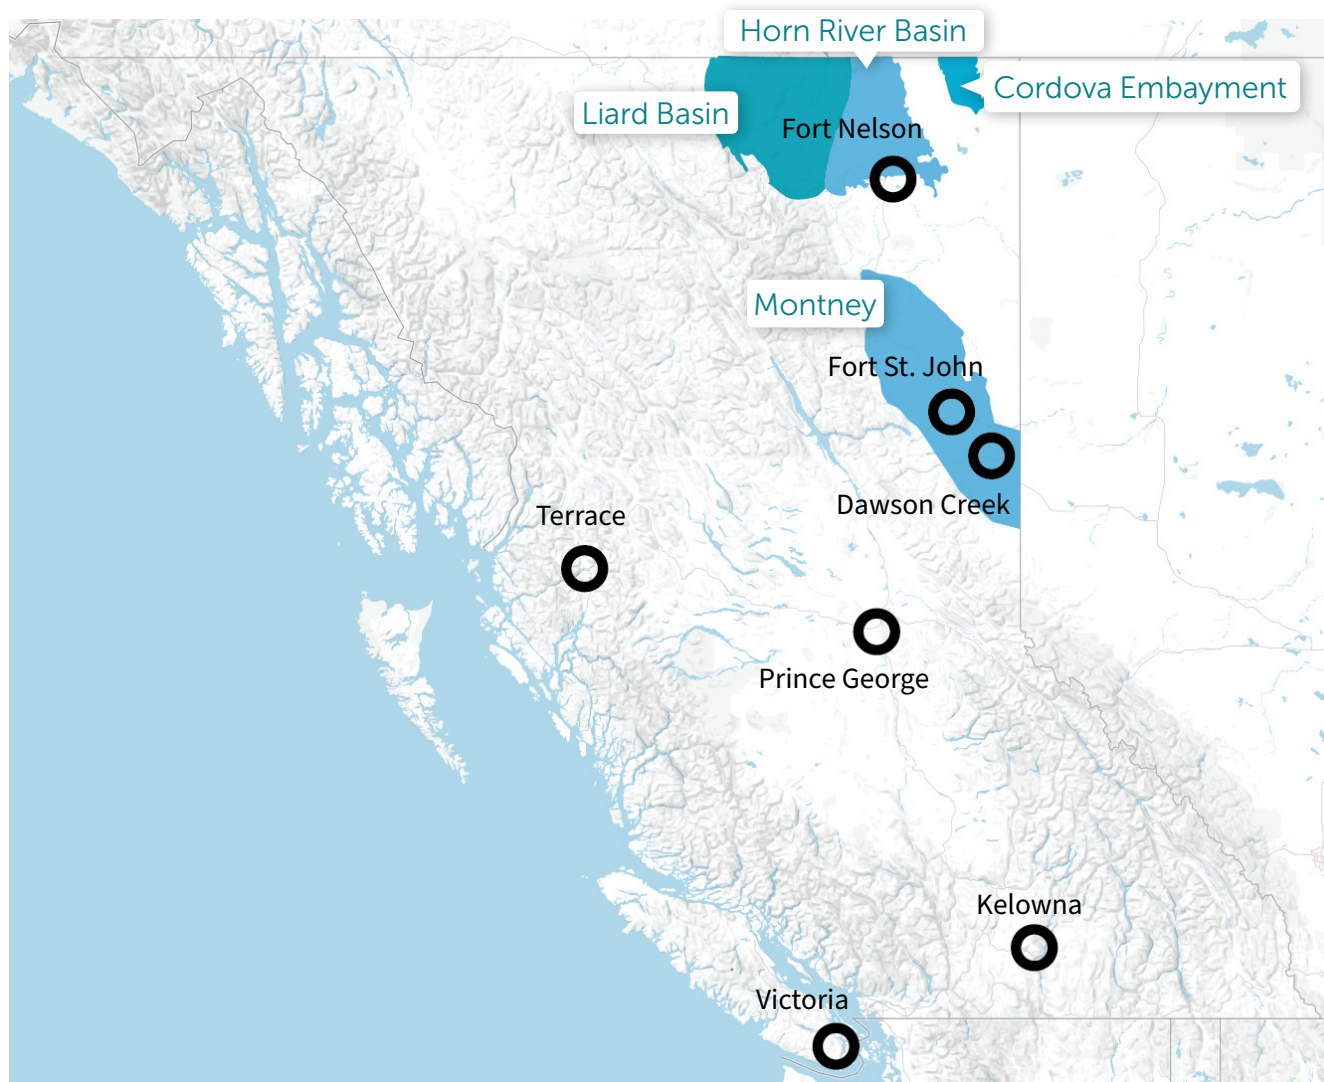 Horn River Basin
Cordova Embayment
Liard Basin
Fort Nelson
Montney
Fort St. John
Dawson Creek
Terrace
Prince George
Kelowna
Victoria